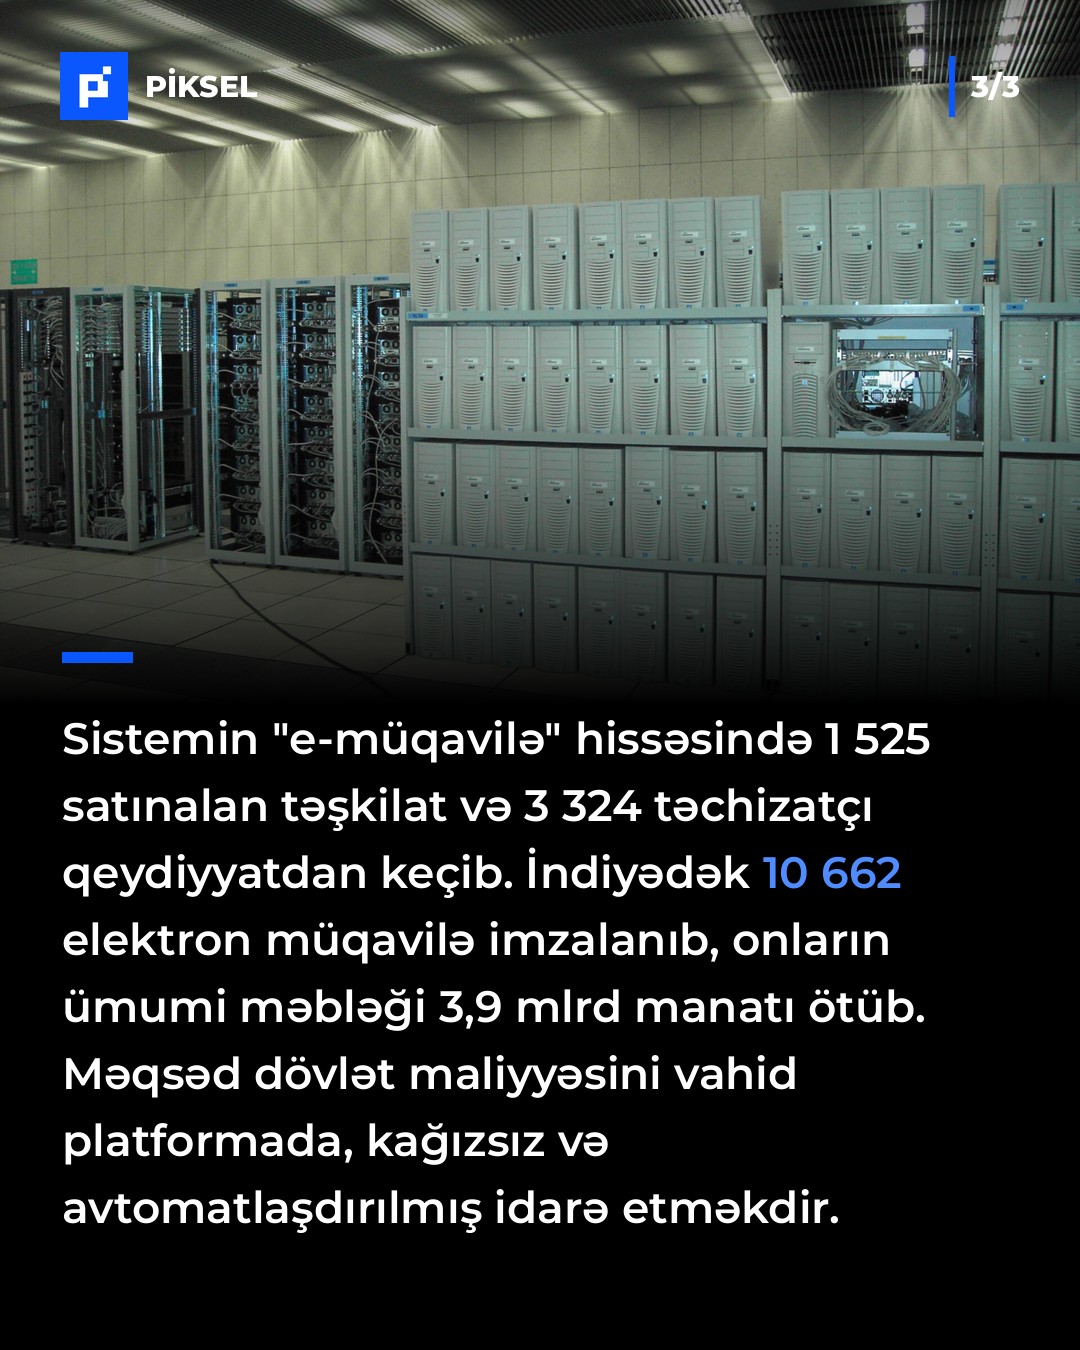 PİKSEL
3/3
Sistemin "e-müqavilə" hissəsində 1 525
satınalan təşkilat və 3 324 təchizatçı
qeydiyyatdan keçib. İndiyədək 10 662
elektron müqavilə imzalanıb, onların
ümumi məbləği 3,9 mlrd manatı ötüb.
Məqsəd dövlət maliyyəsini vahid
platformada, kağızsız və
avtomatlaşdırılmış idarə etməkdir.